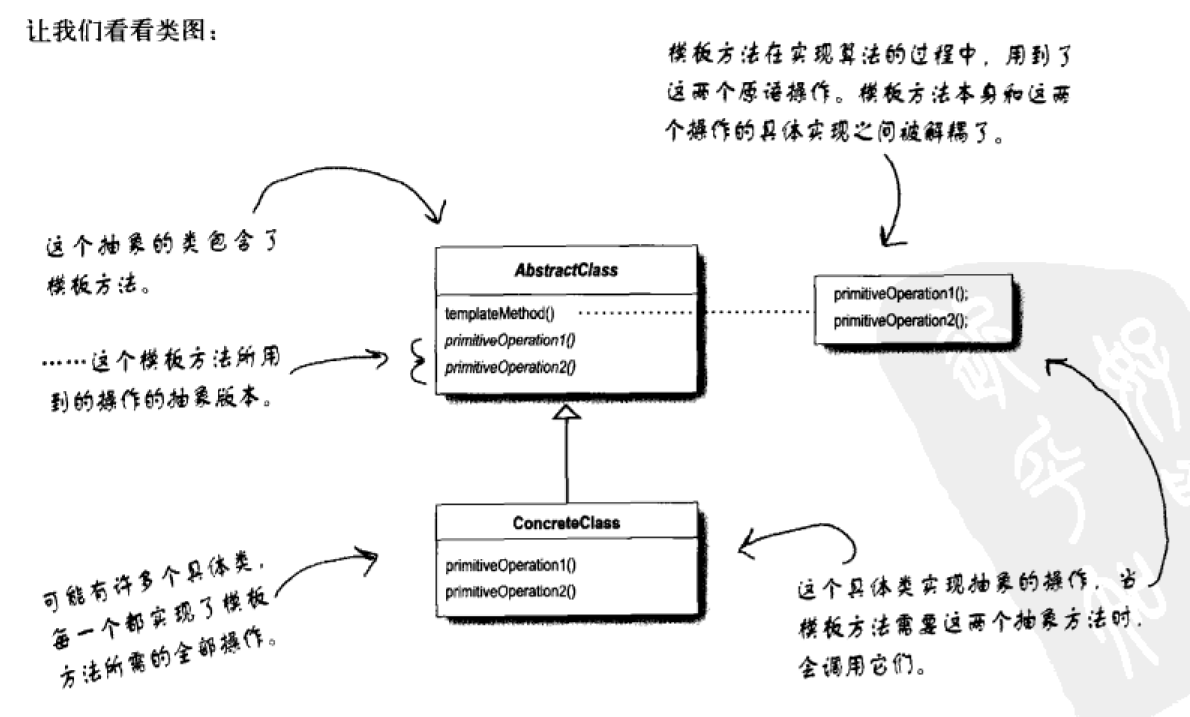 让我们看看类图：
模板方法在实现算法的过程中，用到了
这两个原语操作。模板方法本身和这两
个操作的具体实现之间被解耦了。
这个抽象的类包含了
模板方法。
AbstractClass
templateMethod()
primitiveOperation1()
primitiveOperation2()
primitiveOperation1();
primitiveOperation2();
……这个模板方法所用
到的操作的抽象版本。
ConcreteClass
primitiveOperation1()
primitiveOperation2()
可能有许多个具体类，
每一个都实现了模板
方法所需的全部操作。
这个具体类实现抽象的操作，当
模板方法需要这两个抽象方法时，
会调用它们。